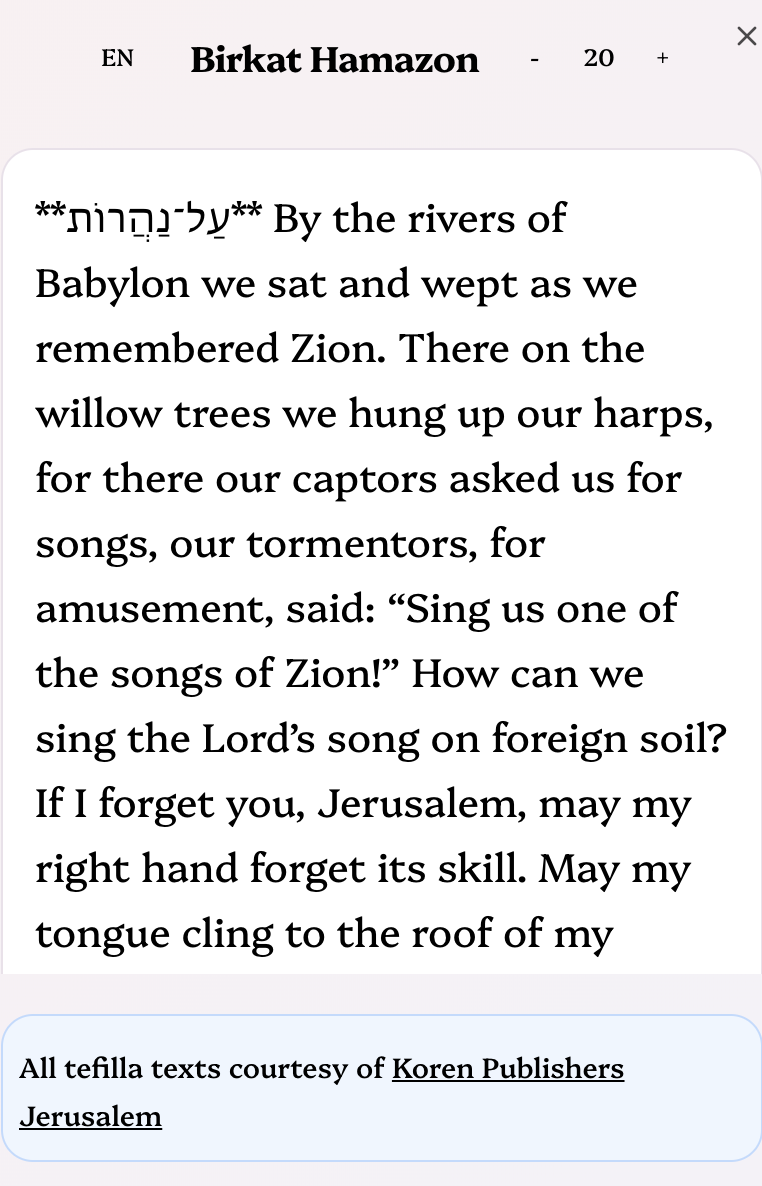 EN Birkat Hamazon - 20 +
**עַל־נַהֲרוֹת** By the rivers of
Babylon we sat and wept as we
remembered Zion. There on the
willow trees we hung up our harps,
for there our captors asked us for
songs, our tormentors, for
amusement, said: “Sing us one of
the songs of Zion!” How can we
sing the Lord’s song on foreign soil?
If I forget you, Jerusalem, may my
right hand forget its skill. May my
tongue cling to the roof of my
All tefilla texts courtesy of Koren Publishers
Jerusalem